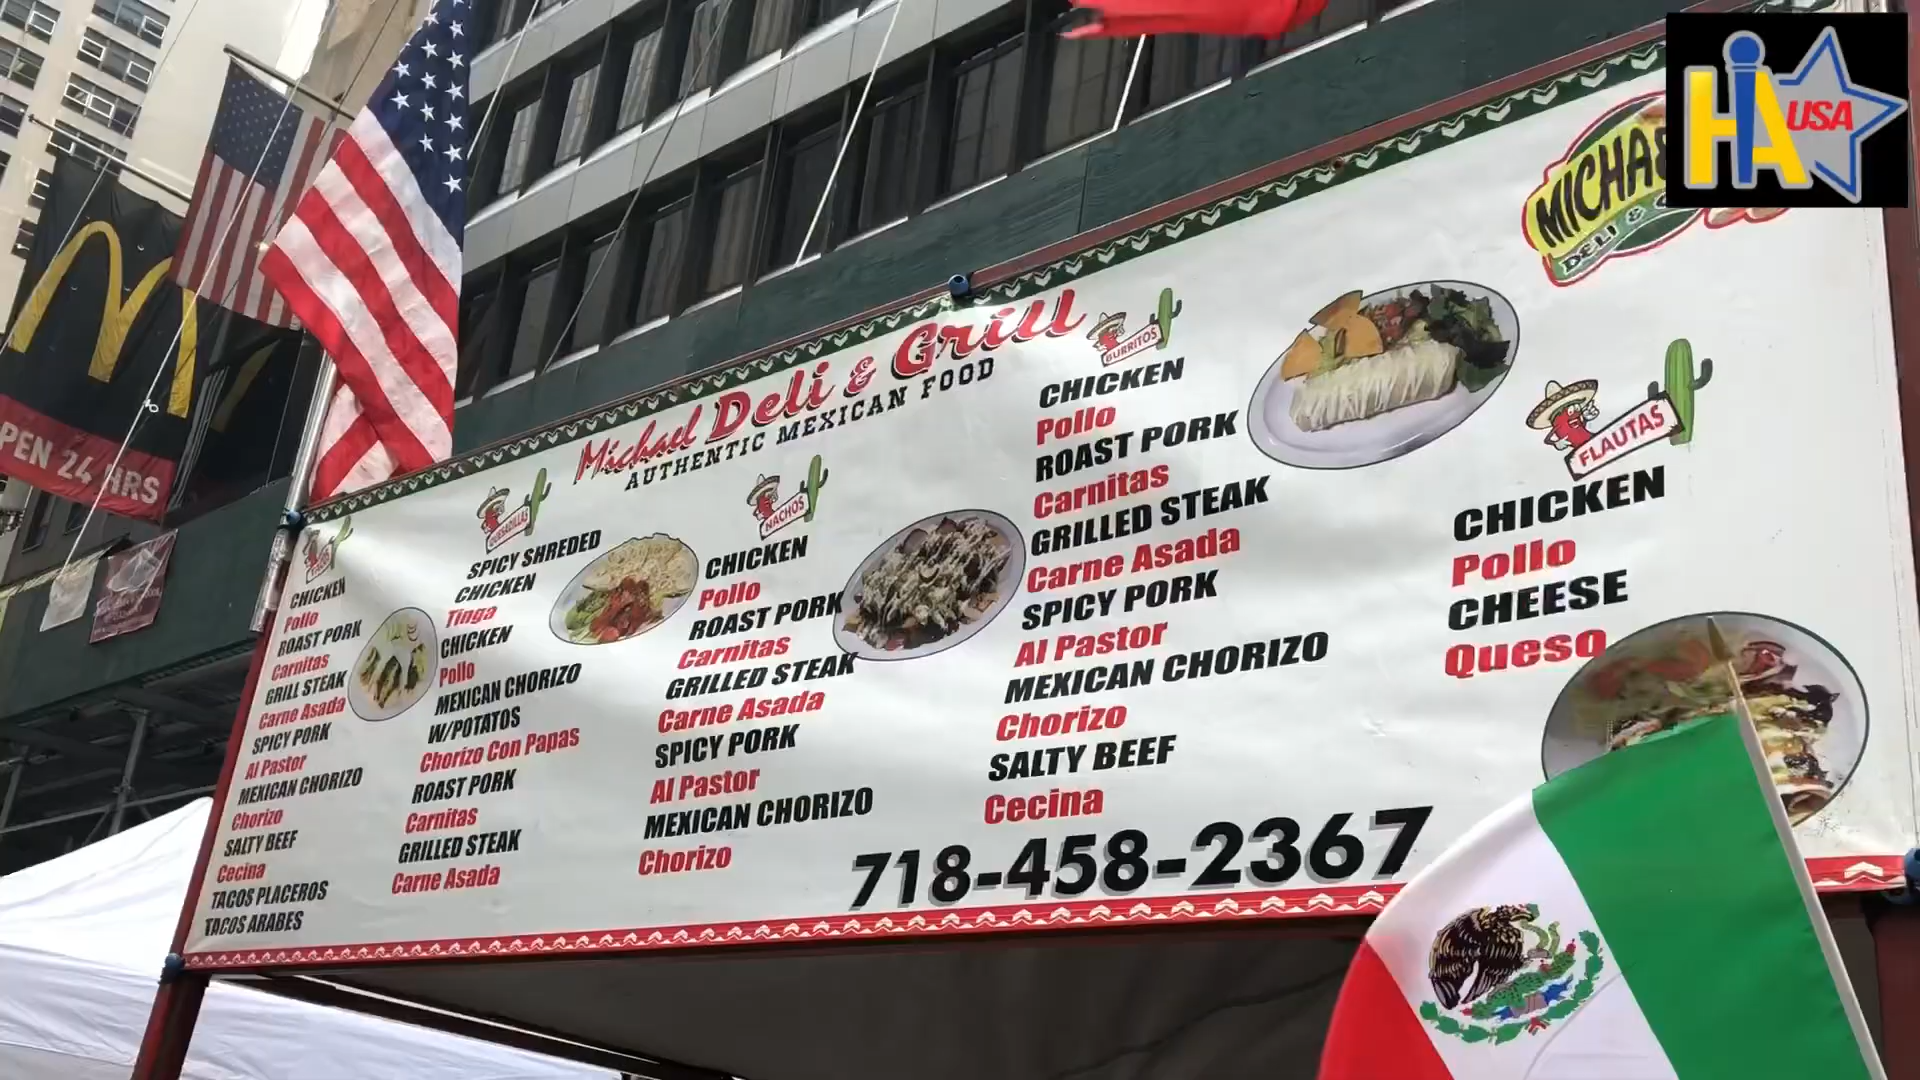 HiA USA
PEN 24 HRS
Michael Deli & Grill
AUTHENTIC MEXICAN FOOD
MICHAE
DELI &
TACOS
CHICKEN
Pollo
ROAST PORK
Carnitas
GRILL STEAK
Carne Asada
SPICY PORK
Al Pastor
MEXICAN CHORIZO
Chorizo
SALTY BEEF
Cecina
TACOS PLACEROS
TACOS ARABES
QUESADILLAS
SPICY SHREDED
CHICKEN
Tinga
CHICKEN
Pollo
MEXICAN CHORIZO
W/POTATOS
Chorizo Con Papas
ROAST PORK
Carnitas
GRILLED STEAK
Carne Asada
NACHOS
CHICKEN
Pollo
ROAST PORK
Carnitas
GRILLED STEAK
Carne Asada
SPICY PORK
Al Pastor
MEXICAN CHORIZO
Chorizo
BURRITOS
CHICKEN
Pollo
ROAST PORK
Carnitas
GRILLED STEAK
Carne Asada
SPICY PORK
Al Pastor
MEXICAN CHORIZO
Chorizo
SALTY BEEF
Cecina
FLAUTAS
CHICKEN
Pollo
CHEESE
Queso
718-458-2367